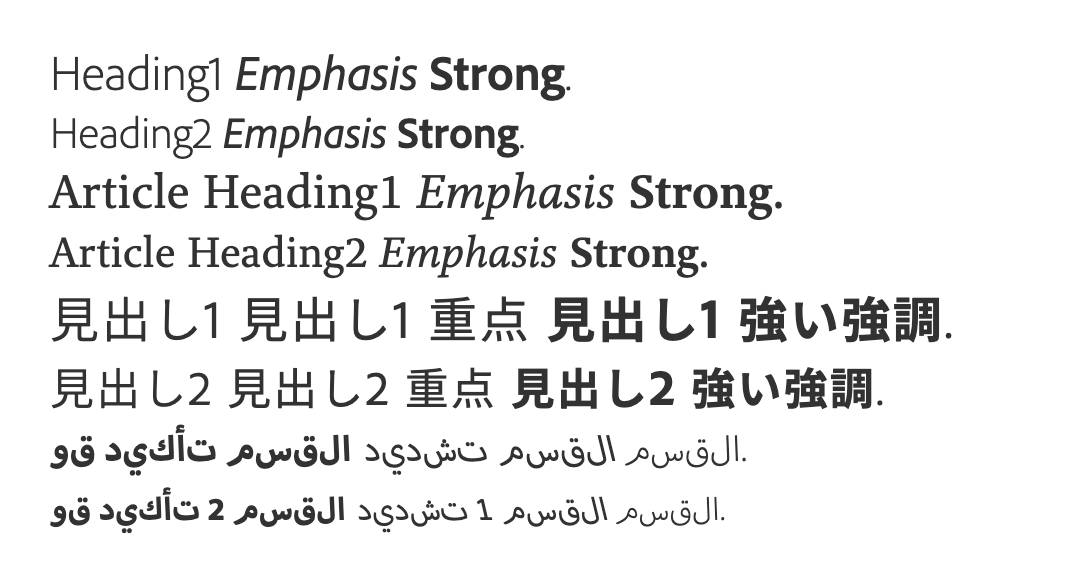 Heading1 Emphasis Strong.
Heading2 Emphasis Strong.
Article Heading1 Emphasis Strong.
Article Heading2 Emphasis Strong.
見出し1 見出し1 重点 見出し1 強い強調.
見出し2 見出し2 重点 見出し2 強い強調.
القسم القسم تشديد القسم تأكيد قو.
القسم القسم 1 تشديد القسم 2 تأكيد قو.